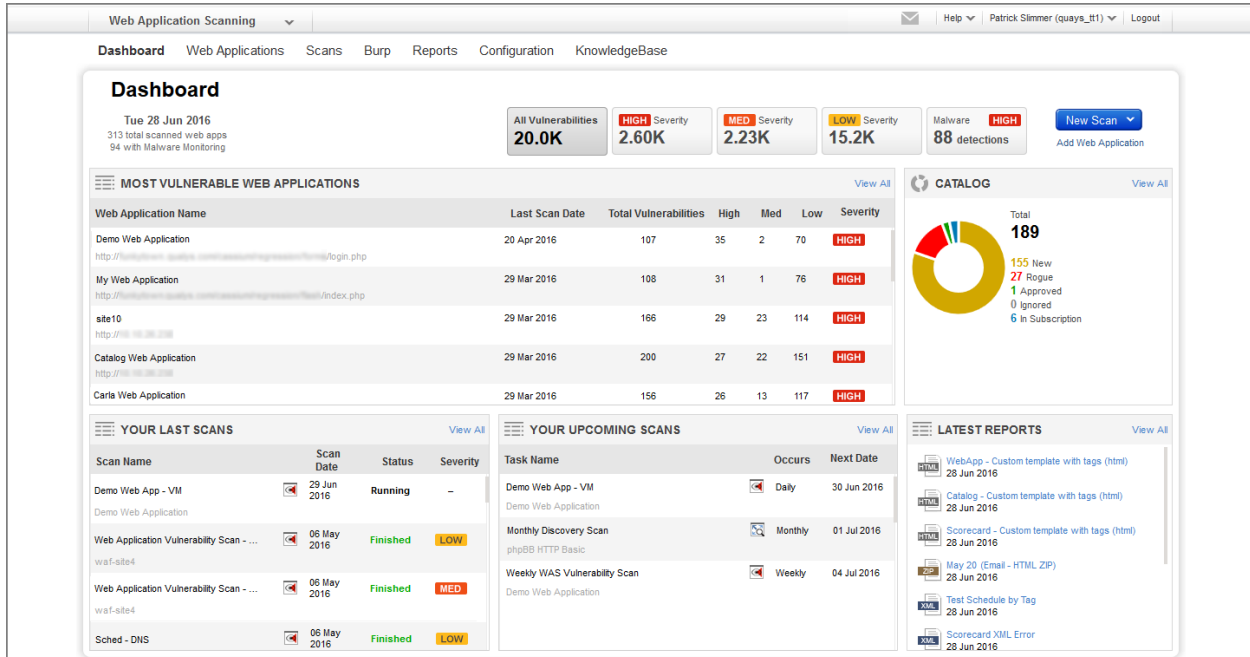 Web Application Scanning
Help
Patrick Slimmer (quays_tt1)
Logout
Dashboard Web Applications Scans Burp Reports Configuration KnowledgeBase
Dashboard
Tue 28 Jun 2016
313 total scanned web apps
94 with Malware Monitoring
All Vulnerabilities
20.0K
HIGH Severity
2.60K
MED Severity
2.23K
LOW Severity
15.2K
Malware HIGH
88 detections
New Scan
Add Web Application
MOST VULNERABLE WEB APPLICATIONS View All
Web Application Name Last Scan Date Total Vulnerabilities High Med Low Severity
Demo Web Application 20 Apr 2016 107 35 2 70 HIGH
http:// /login.php
My Web Application 29 Mar 2016 108 31 1 76 HIGH
http:// /index.php
site10 29 Mar 2016 166 29 23 114 HIGH
http://
Catalog Web Application 29 Mar 2016 200 27 22 151 HIGH
http://
Carla Web Application 29 Mar 2016 156 26 13 117 HIGH
CATALOG View All
Total
189
155 New
27 Rogue
1 Approved
0 Ignored
6 In Subscription
YOUR LAST SCANS View All
Scan Name Scan Date Status Severity
Demo Web App - VM 29 Jun 2016 Running –
Demo Web Application
Web Application Vulnerability Scan - ... 06 May 2016 Finished LOW
waf-site4
Web Application Vulnerability Scan - ... 06 May 2016 Finished MED
waf-site4
Sched - DNS 06 May 2016 Finished LOW
YOUR UPCOMING SCANS View All
Task Name Occurs Next Date
Demo Web App - VM Daily 30 Jun 2016
Demo Web Application
Monthly Discovery Scan Monthly 01 Jul 2016
phpBB HTTP Basic
Weekly WAS Vulnerability Scan Weekly 04 Jul 2016
Demo Web Application
LATEST REPORTS View All
HTML WebApp - Custom template with tags (html)
28 Jun 2016
HTML Catalog - Custom template with tags (html)
28 Jun 2016
HTML Scorecard - Custom template with tags (html)
28 Jun 2016
ZIP May 20 (Email - HTML ZIP)
28 Jun 2016
XML Test Schedule by Tag
28 Jun 2016
XML Scorecard XML Error
28 Jun 2016